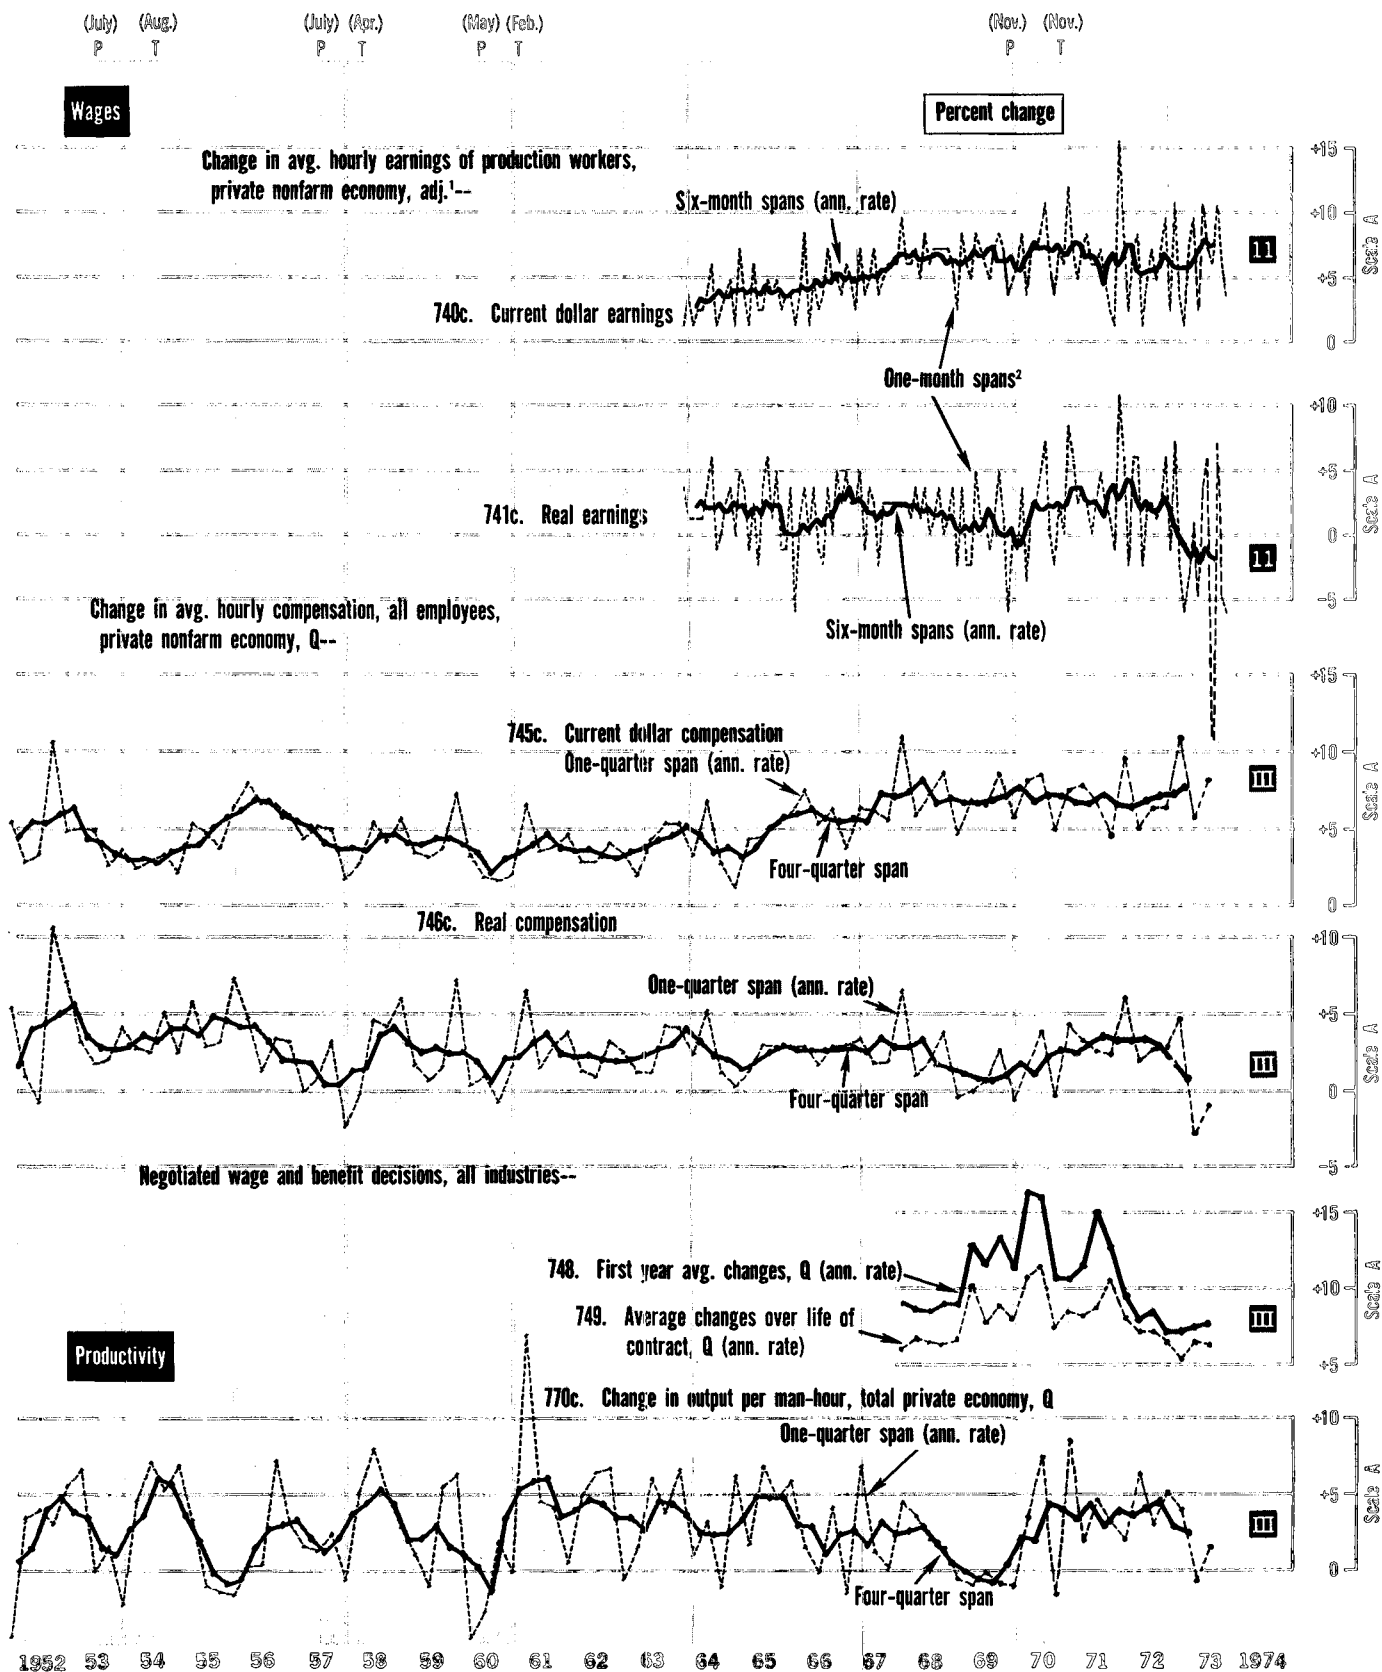 (July) (Aug.) (July) (Apr.) (May) (Feb.) (Nov.) (Nov.)
P T P T P T P T
Wages
Percent change
Change in avg. hourly earnings of production workers,
private nonfarm economy, adj.¹--
Six-month spans (ann. rate)
740c. Current dollar earnings
+15
+10
+5
0
Scale A
11
One-month spans²
741c. Real earnings
+10
+5
0
-5
Scale A
11
Six-month spans (ann. rate)
Change in avg. hourly compensation, all employees,
private nonfarm economy, Q--
745c. Current dollar compensation
One-quarter span (ann. rate)
Four-quarter span
+15
+10
+5
0
Scale A
III
746c. Real compensation
One-quarter span (ann. rate)
Four-quarter span
+10
+5
0
-5
Scale A
III
Negotiated wage and benefit decisions, all industries--
748. First year avg. changes, Q (ann. rate)
749. Average changes over life of
contract, Q (ann. rate)
+15
+10
+5
Scale A
III
Productivity
770c. Change in output per man-hour, total private economy, Q
One-quarter span (ann. rate)
Four-quarter span
+10
+5
0
Scale A
III
1952 53 54 55 56 57 58 59 60 61 62 63 64 65 66 67 68 69 70 71 72 73 1974